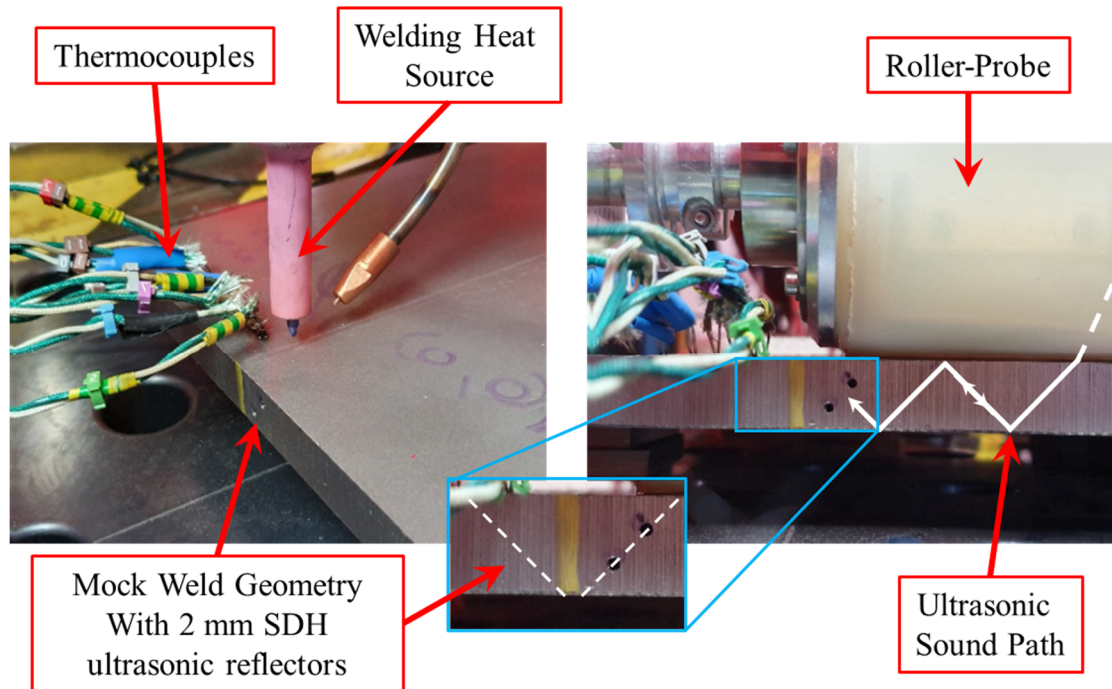 Thermocouples
Welding Heat
Source
Roller-Probe
Mock Weld Geometry
With 2 mm SDH
ultrasonic reflectors
Ultrasonic
Sound Path